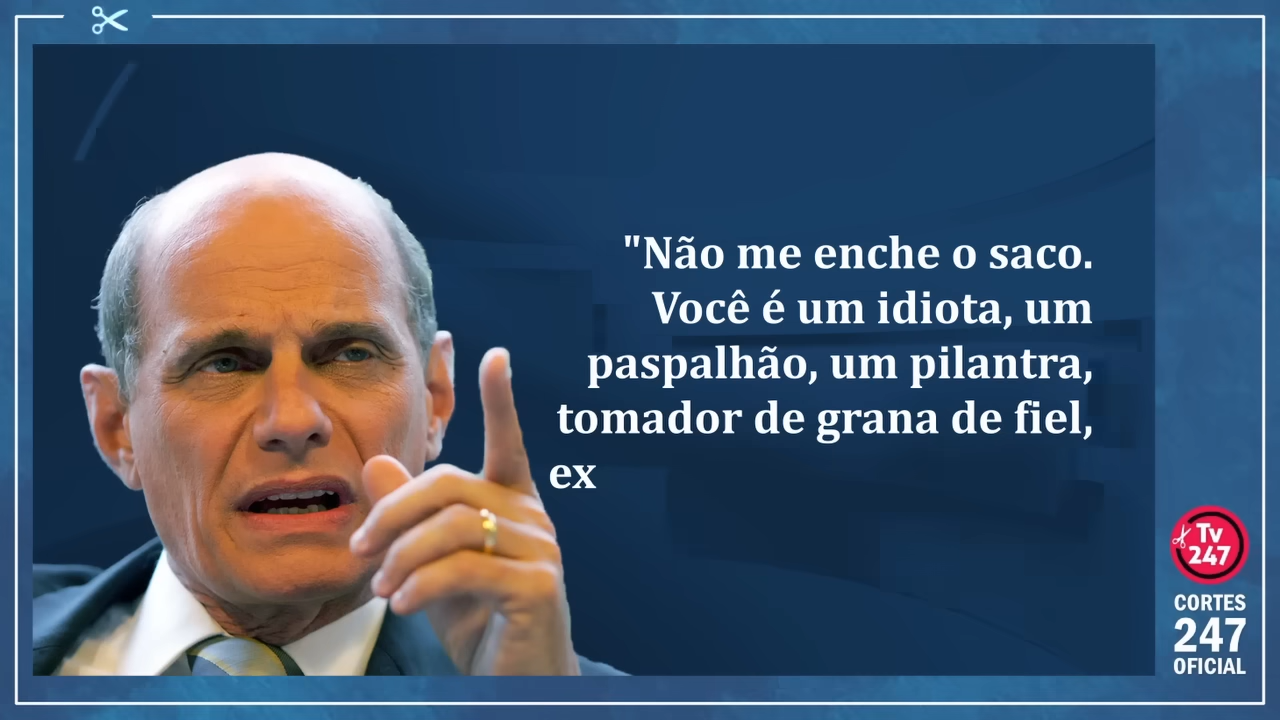 "Não me enche o saco.
Você é um idiota, um
paspalhão, um pilantra,
tomador de grana de fiel,
ex
Tv
247
CORTES
247
OFICIAL